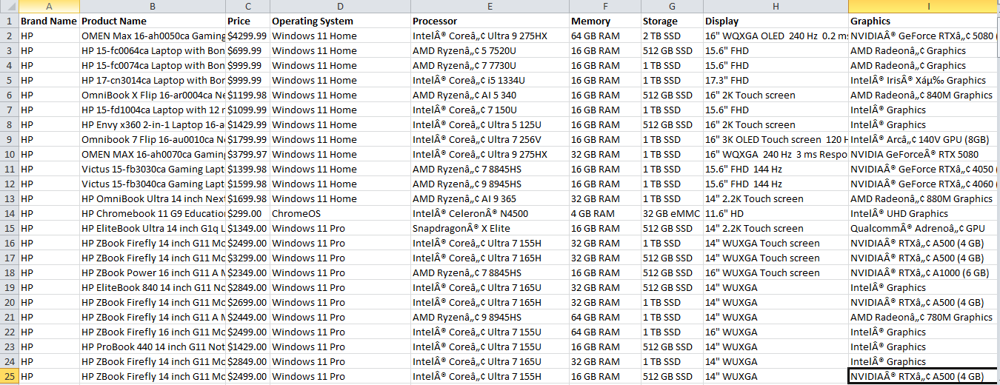 A B C D E F G H I
1 Brand Name Product Name Price Operating System Processor Memory Storage Display Graphics
2 HP OMEN Max 16-ah0050ca Gaming $4299.99 Windows 11 Home IntelÂ® Coreâ„¢ Ultra 9 275HX 64 GB RAM 2 TB SSD 16" WQXGA OLED 240 Hz 0.2 ms NVIDIAÂ® GeForce RTXâ„¢ 5080 (
3 HP HP 15-fc0064ca Laptop with Bon $699.99 Windows 11 Home AMD Ryzenâ„¢ 5 7520U 16 GB RAM 512 GB SSD 15.6" FHD AMD Radeonâ„¢ Graphics
4 HP HP 15-fc0074ca Laptop with Bon $999.99 Windows 11 Home AMD Ryzenâ„¢ 7 7730U 16 GB RAM 1 TB SSD 15.6" FHD AMD Radeonâ„¢ Graphics
5 HP HP 17-cn3014ca Laptop with Bon $999.99 Windows 11 Home IntelÂ® Coreâ„¢ i5 1334U 16 GB RAM 1 TB SSD 17.3" FHD IntelÂ® IrisÂ® Xáµ‰ Graphics
6 HP OmniBook X Flip 16-ar0004ca Ne $1199.98 Windows 11 Home AMD Ryzenâ„¢ AI 5 340 16 GB RAM 512 GB SSD 16" 2K Touch screen AMD Radeonâ„¢ 840M Graphics
7 HP HP 15-fd1004ca Laptop with 12 m $1099.99 Windows 11 Home IntelÂ® Coreâ„¢ 7 150U 16 GB RAM 1 TB SSD 15.6" FHD IntelÂ® Graphics
8 HP HP Envy x360 2-in-1 Laptop 16-a $1429.99 Windows 11 Home IntelÂ® Coreâ„¢ Ultra 5 125U 16 GB RAM 512 GB SSD 16" 2K Touch screen IntelÂ® Graphics
9 HP Omnibook 7 Flip 16-au0010ca N $1799.99 Windows 11 Home IntelÂ® Coreâ„¢ Ultra 7 256V 16 GB RAM 1 TB SSD 16" 3K OLED Touch screen 120 H IntelÂ® Arcâ„¢ 140V GPU (8GB)
10 HP OMEN MAX 16-ah0070ca Gaming $3799.97 Windows 11 Home IntelÂ® Coreâ„¢ Ultra 9 275HX 32 GB RAM 1 TB SSD 16" WQXGA 240 Hz 3 ms Respo NVIDIA GeForceÂ® RTX 5080
11 HP Victus 15-fb3030ca Gaming Lapt $1399.98 Windows 11 Home AMD Ryzenâ„¢ 7 8845HS 16 GB RAM 1 TB SSD 15.6" FHD 144 Hz NVIDIAÂ® GeForce RTXâ„¢ 4050 (
12 HP Victus 15-fb3040ca Gaming Lapt $1599.98 Windows 11 Home AMD Ryzenâ„¢ 9 8945HS 16 GB RAM 1 TB SSD 15.6" FHD 144 Hz NVIDIAÂ® GeForce RTXâ„¢ 4060 (
13 HP HP OmniBook Ultra 14 inch Next $1699.98 Windows 11 Home AMD Ryzenâ„¢ AI 9 365 32 GB RAM 1 TB SSD 14" 2.2K Touch screen AMD Radeonâ„¢ 880M Graphics
14 HP HP Chromebook 11 G9 Education $299.00 ChromeOS IntelÂ® CeleronÂ® N4500 4 GB RAM 32 GB eMMC 11.6" HD IntelÂ® UHD Graphics
15 HP HP EliteBook Ultra 14 inch G1q L $1349.00 Windows 11 Pro SnapdragonÂ® X Elite 16 GB RAM 512 GB SSD 14" 2.2K Touch screen QualcommÂ® Adrenoâ„¢ GPU
16 HP HP ZBook Firefly 14 inch G11 Mo $2499.00 Windows 11 Pro IntelÂ® Coreâ„¢ Ultra 7 155H 32 GB RAM 1 TB SSD 14" WUXGA Touch screen NVIDIAÂ® RTXâ„¢ A500 (4 GB)
17 HP HP ZBook Firefly 14 inch G11 Mo $3299.00 Windows 11 Pro IntelÂ® Coreâ„¢ Ultra 7 165H 32 GB RAM 512 GB SSD 14" WUXGA Touch screen NVIDIAÂ® RTXâ„¢ A500 (4 GB)
18 HP HP ZBook Power 16 inch G11 A M $2349.00 Windows 11 Pro AMD Ryzenâ„¢ 7 8845HS 16 GB RAM 512 GB SSD 16" WUXGA Touch screen NVIDIAÂ® RTXâ„¢ A1000 (6 GB)
19 HP HP EliteBook 840 14 inch G11 No $2849.00 Windows 11 Pro IntelÂ® Coreâ„¢ Ultra 7 165U 32 GB RAM 512 GB SSD 14" WUXGA IntelÂ® Graphics
20 HP HP ZBook Firefly 14 inch G11 Mo $2699.00 Windows 11 Pro IntelÂ® Coreâ„¢ Ultra 7 165H 32 GB RAM 1 TB SSD 14" WUXGA NVIDIAÂ® RTXâ„¢ A500 (4 GB)
21 HP HP ZBook Firefly 14 inch G11 A M $2449.00 Windows 11 Pro AMD Ryzenâ„¢ 9 8945HS 64 GB RAM 1 TB SSD 14" WUXGA AMD Radeonâ„¢ 780M Graphics
22 HP HP ZBook Firefly 16 inch G11 Mo $2499.00 Windows 11 Pro IntelÂ® Coreâ„¢ Ultra 7 155U 64 GB RAM 1 TB SSD 16" WUXGA IntelÂ® Graphics
23 HP HP ProBook 440 14 inch G11 Not $1429.00 Windows 11 Pro IntelÂ® Coreâ„¢ Ultra 7 155U 16 GB RAM 512 GB SSD 14" WUXGA IntelÂ® Graphics
24 HP HP ZBook Firefly 14 inch G11 Mo $2849.00 Windows 11 Pro IntelÂ® Coreâ„¢ Ultra 7 165U 32 GB RAM 1 TB SSD 14" WUXGA IntelÂ® Graphics
25 HP HP ZBook Firefly 14 inch G11 Mo $2499.00 Windows 11 Pro IntelÂ® Coreâ„¢ Ultra 7 155H 16 GB RAM 512 GB SSD 14" WUXGA NVIDIAÂ® RTXâ„¢ A500 (4 GB)